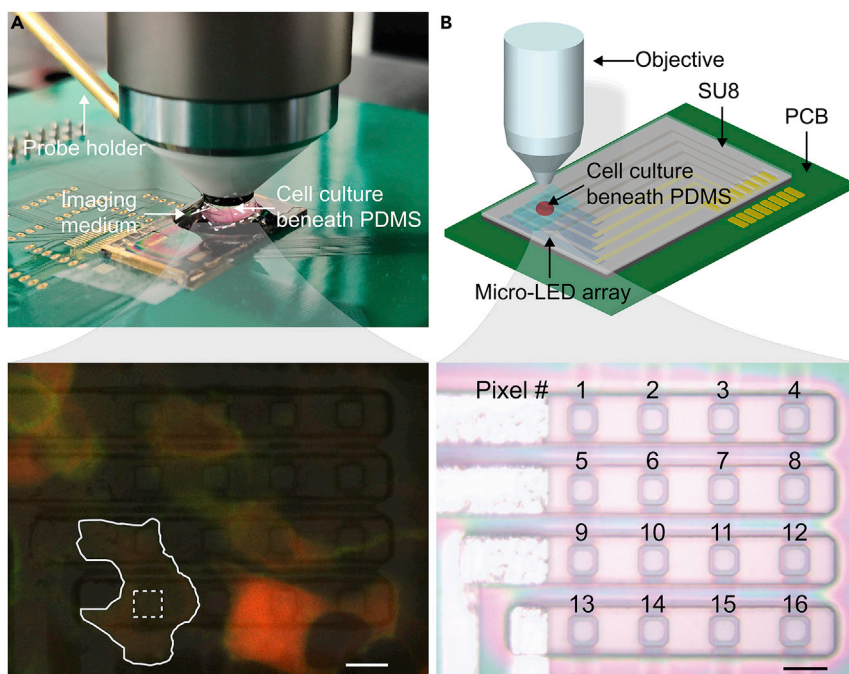 A
Probe holder
Imaging
medium
Cell culture
beneath PDMS
B
Objective
SU8
PCB
Cell culture
beneath PDMS
Micro-LED array
Pixel # 1 2 3 4
5 6 7 8
9 10 11 12
13 14 15 16